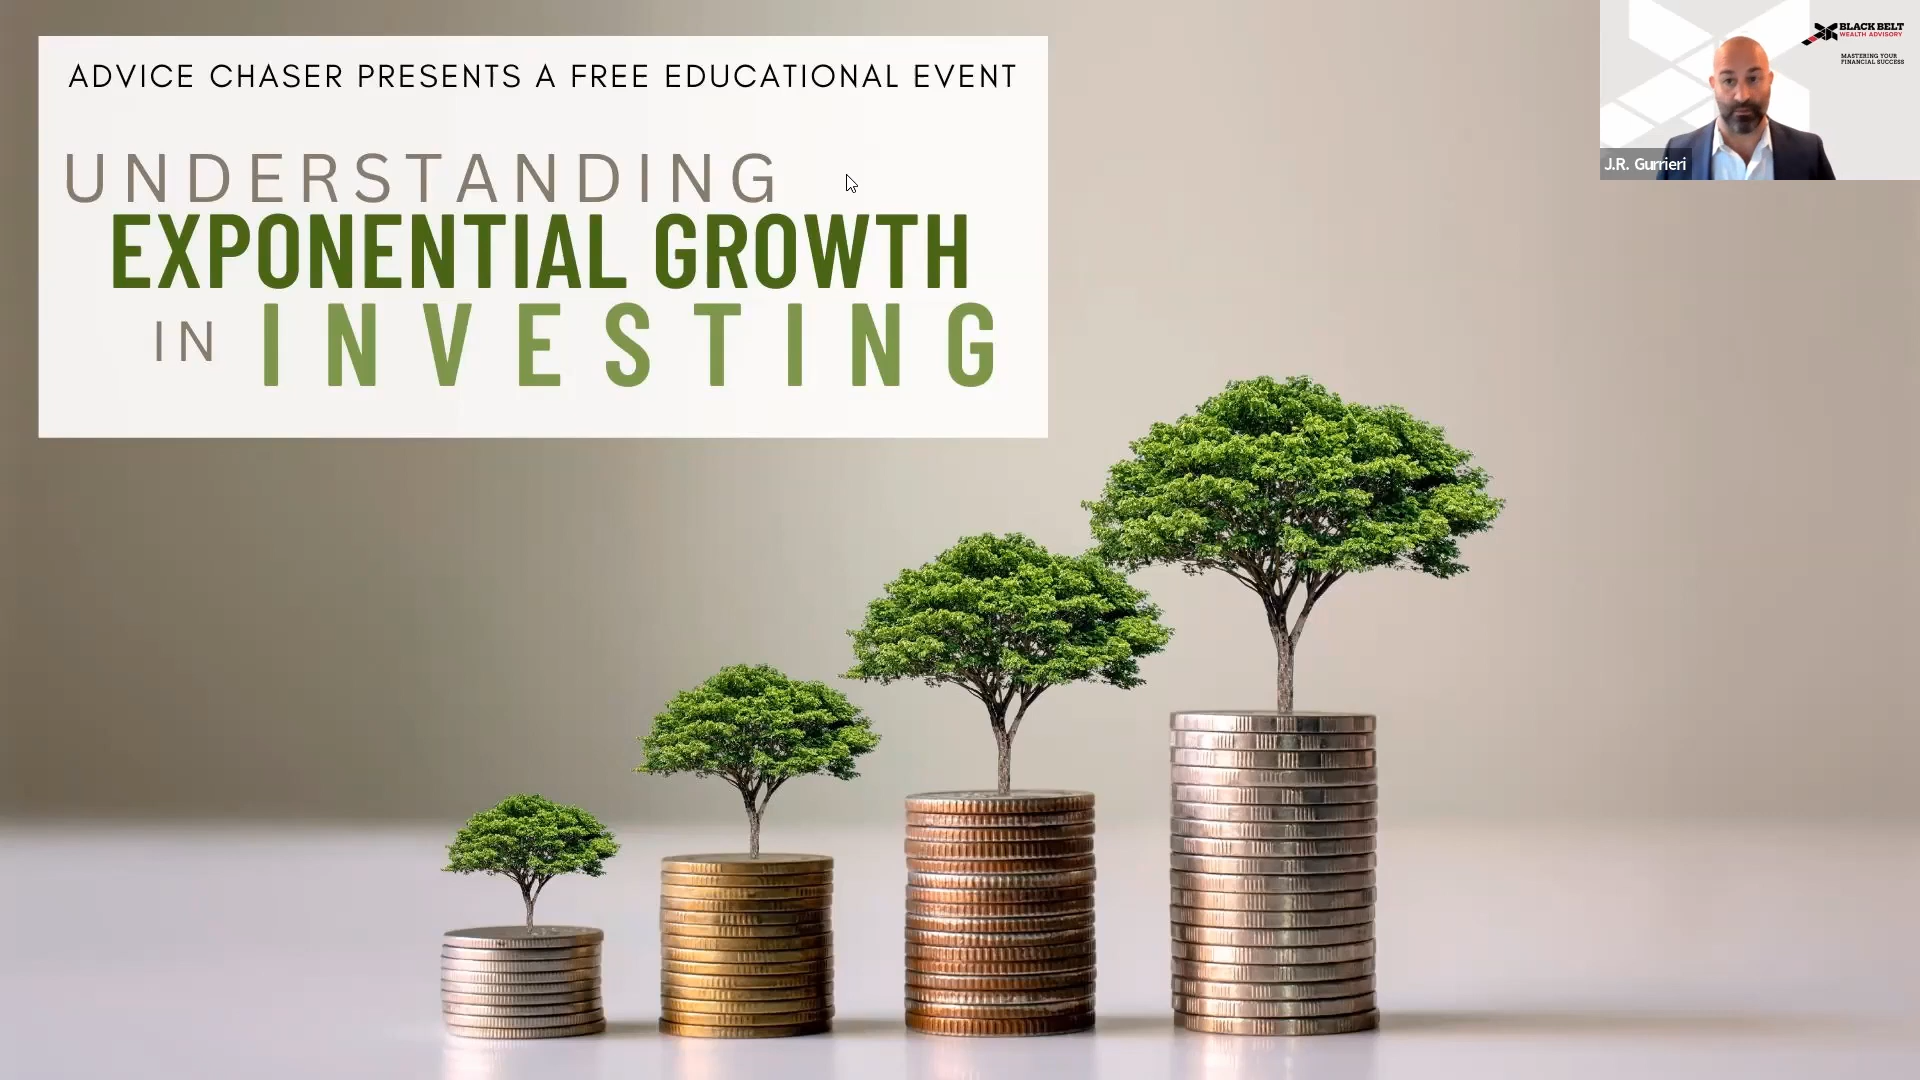 ADVICE CHASER PRESENTS A FREE EDUCATIONAL EVENT
UNDERSTANDING
EXPONENTIAL GROWTH
IN INVESTING
BLACK BELT
WEALTH ADVISORY
MASTERING YOUR
FINANCIAL SUCCESS
J.R. Gurrieri